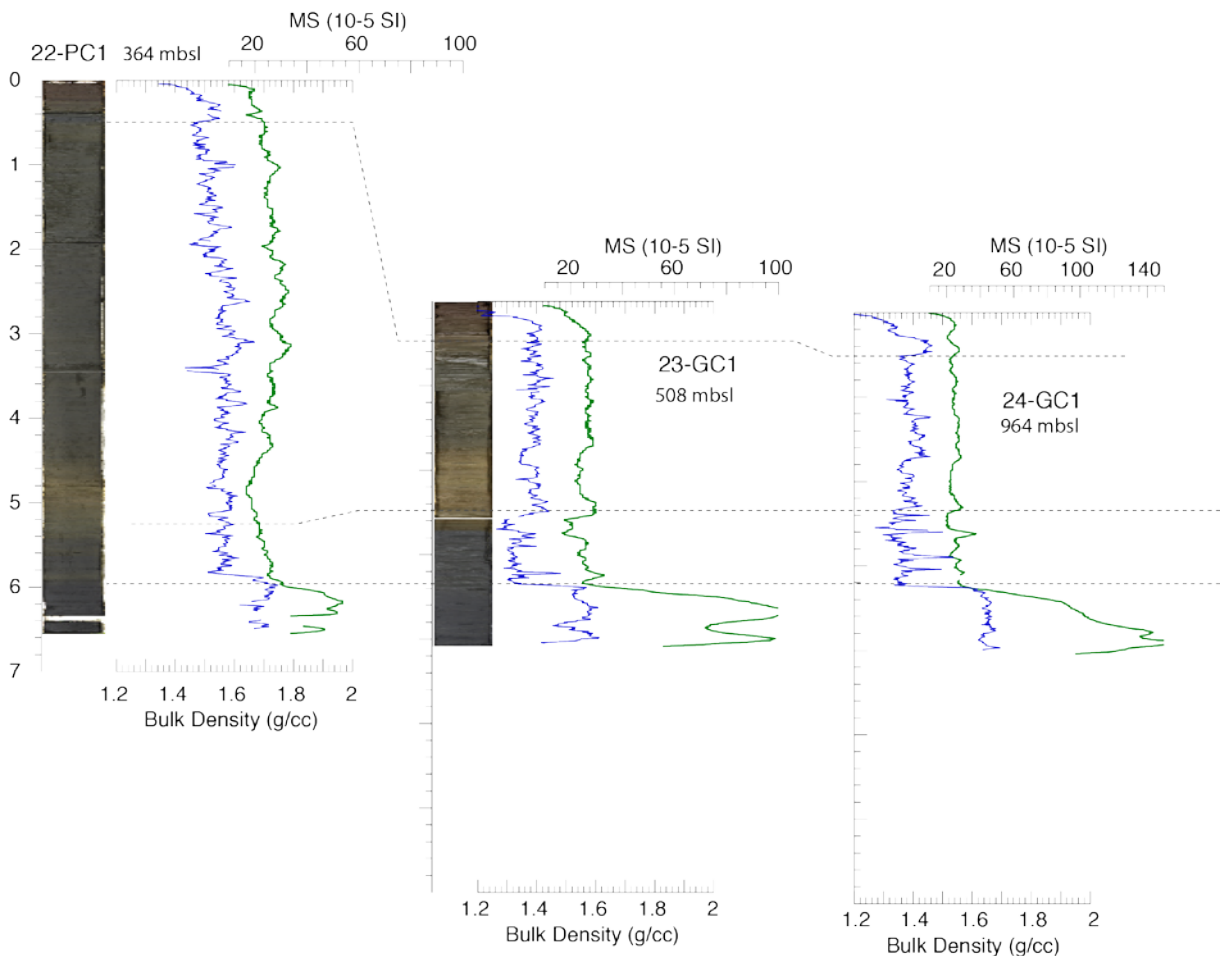 MS (10-5 SI)
22-PC1 364 mbsl
20 60 100
0
1
2
3
4
5
6
7
1.2 1.4 1.6 1.8 2
Bulk Density (g/cc)
MS (10-5 SI)
20 60 100
23-GC1
508 mbsl
1.2 1.4 1.6 1.8 2
Bulk Density (g/cc)
MS (10-5 SI)
20 60 100 140
24-GC1
964 mbsl
1.2 1.4 1.6 1.8 2
Bulk Density (g/cc)